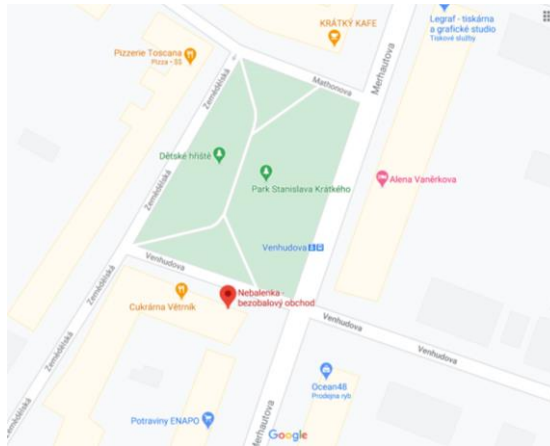 KRÁTKÝ KAFE
Legraf - tiskárna
a grafické studio
Tiskové služby
Pizzerie Toscana
Pizza • $$
Mathonova
Merhautova
Zemědělská
Dětské hřiště
Park Stanislava Krátkého
Alena Vaněrkova
Zemědělská
Venhudova
Venhudova
Nebalenka -
bezobalový obchod
Cukrárna Větrník
Venhudova
Venhudova
Zemědělská
Ocean48
Prodejna ryb
Potraviny ENAPO
Merhautova
Google